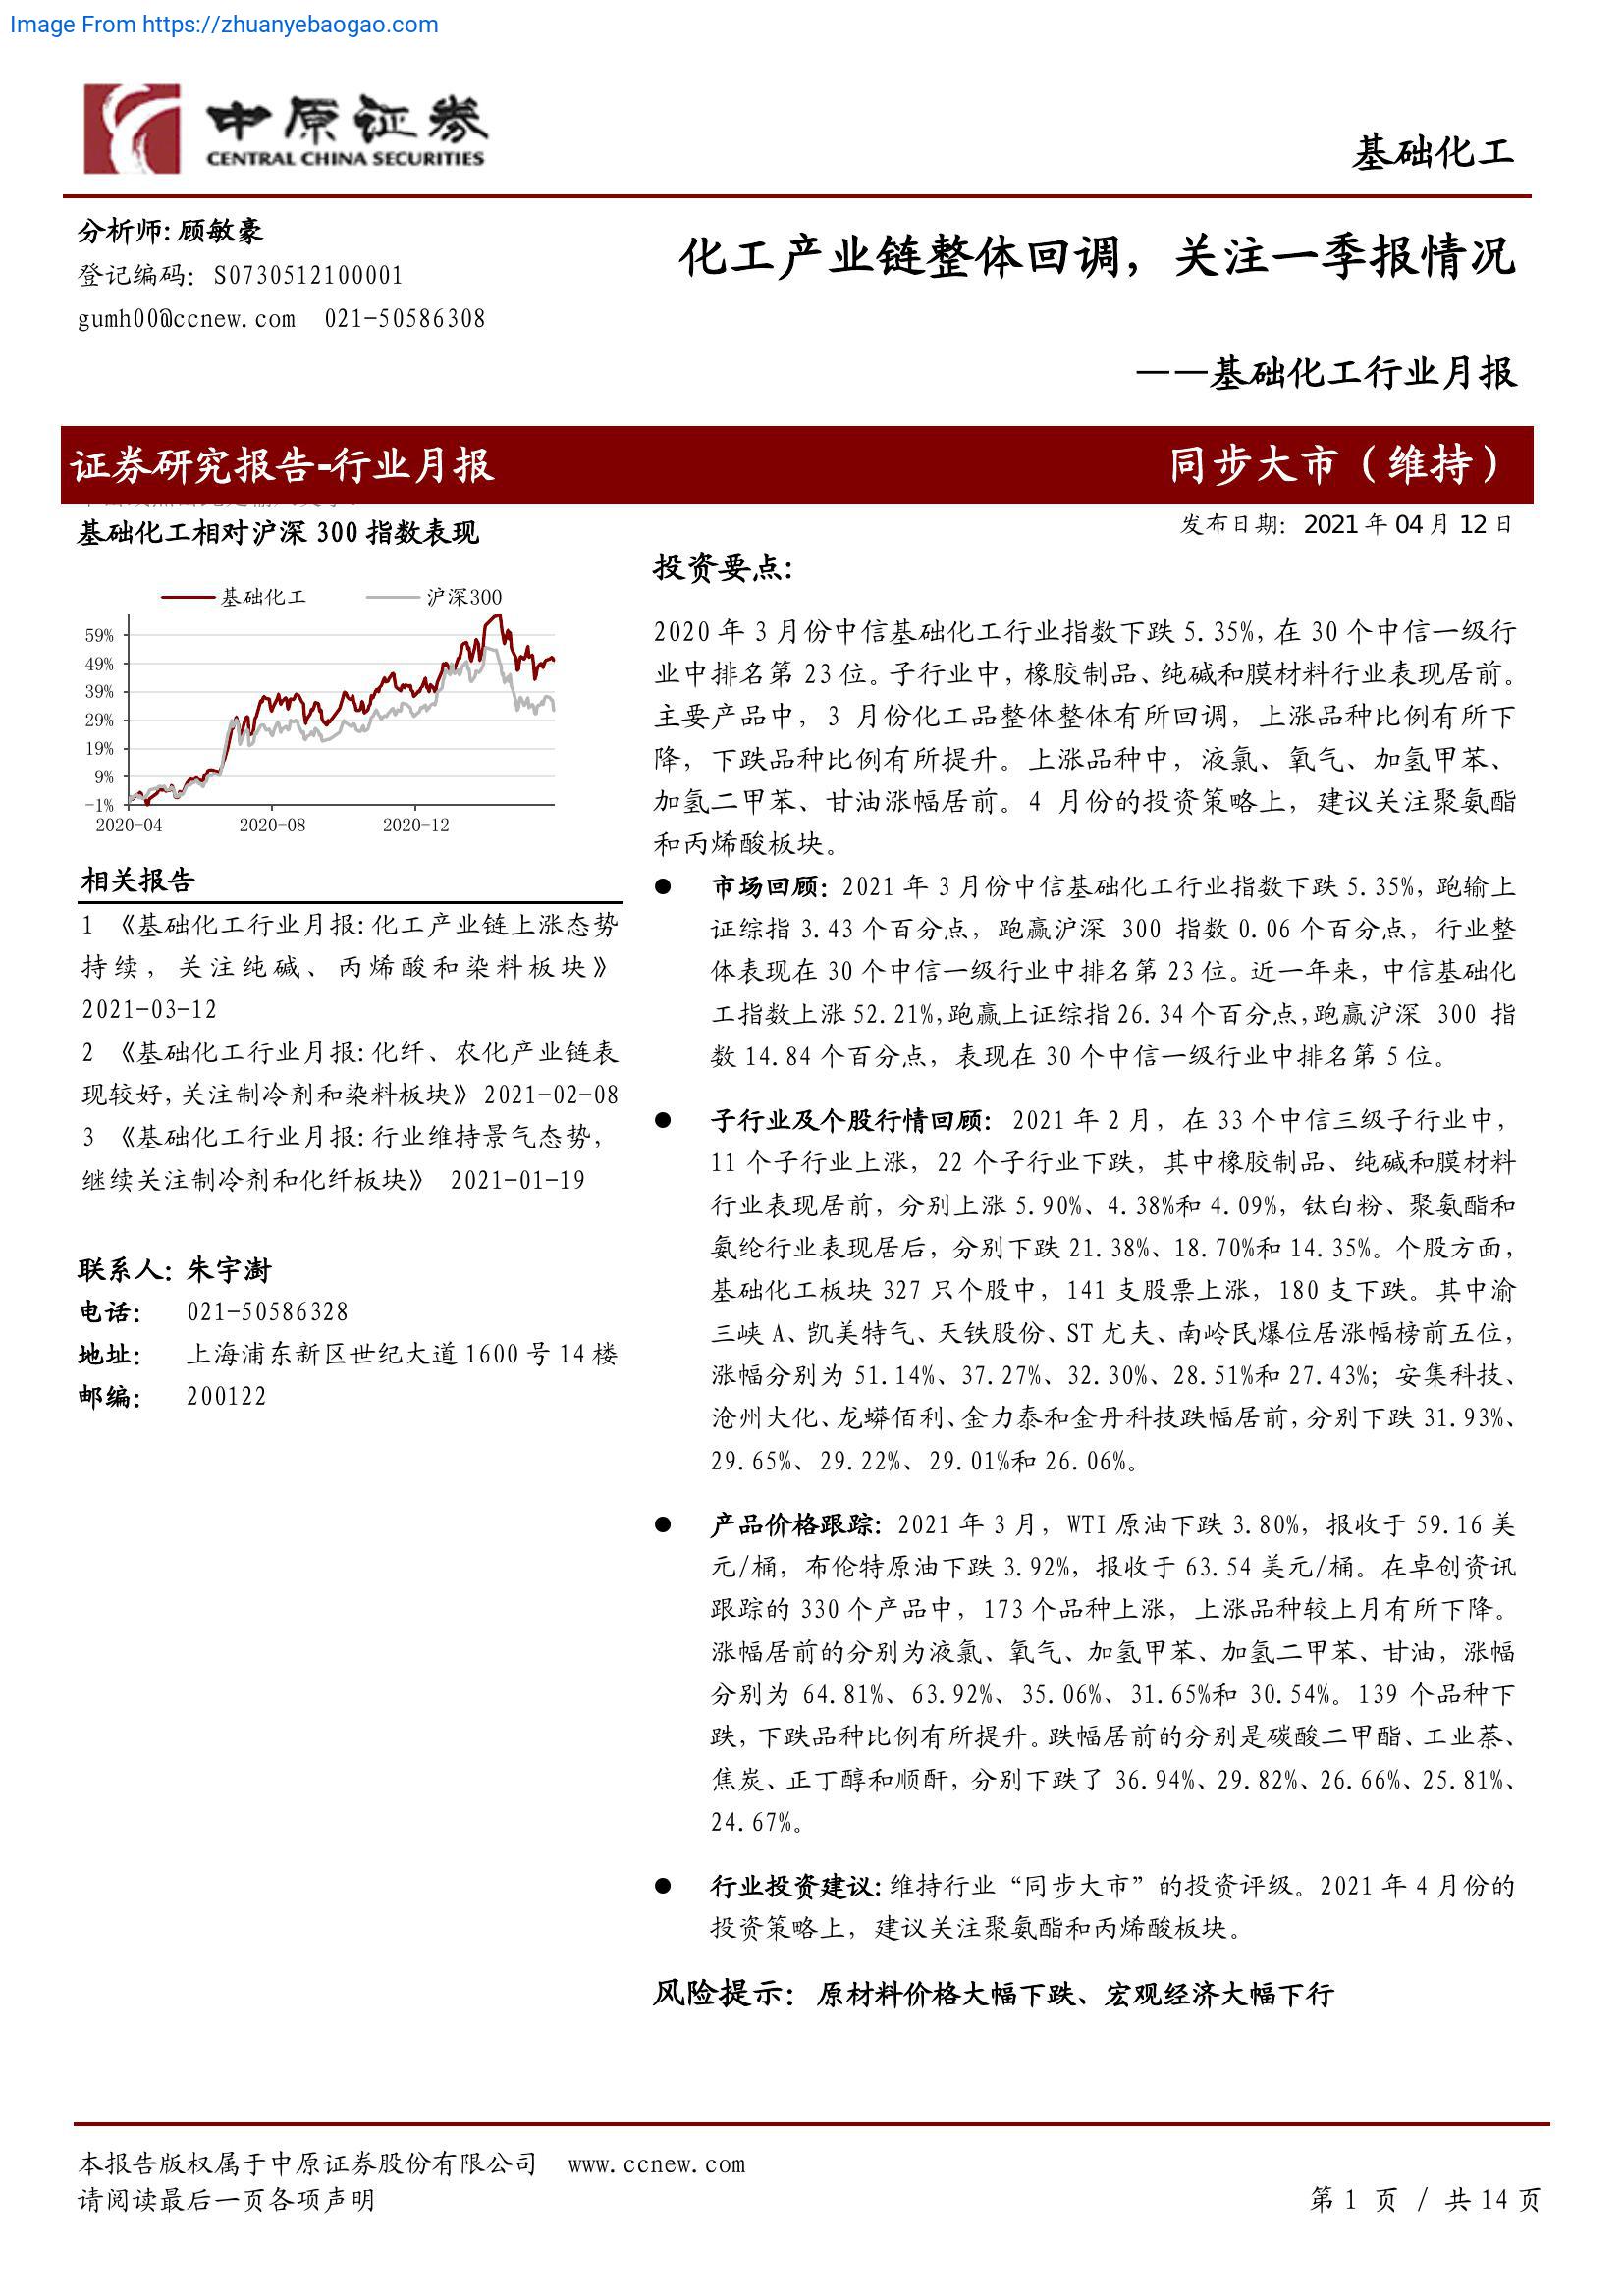 Image From https://zhuanyebaogao.com
中原证券
CENTRAL CHINA SECURITIES
基础化工
分析师:顾敏豪
登记编码：S0730512100001
gumh00@ccnew.com 021-50586308
化工产业链整体回调，关注一季报情况
——基础化工行业月报
证券研究报告-行业月报
同步大市（维持）
发布日期：2021 年 04 月 12 日
基础化工相对沪深 300 指数表现
基础化工
沪深300
59%
49%
39%
29%
19%
9%
-1%
2020-04
2020-08
2020-12
相关报告
1 《基础化工行业月报:化工产业链上涨态势
持续，关注纯碱、丙烯酸和染料板块》
2021-03-12
2 《基础化工行业月报:化纤、农化产业链表
现较好,关注制冷剂和染料板块》2021-02-08
3 《基础化工行业月报:行业维持景气态势，
继续关注制冷剂和化纤板块》 2021-01-19
联系人: 朱宇澍
电话： 021-50586328
地址： 上海浦东新区世纪大道 1600 号 14 楼
邮编： 200122
投资要点:
2020 年 3 月份中信基础化工行业指数下跌 5.35%,在 30 个中信一级行
业中排名第 23 位。子行业中,橡胶制品、纯碱和膜材料行业表现居前。
主要产品中，3 月份化工品整体整体有所回调，上涨品种比例有所下
降，下跌品种比例有所提升。上涨品种中，液氯、氧气、加氢甲苯、
加氢二甲苯、甘油涨幅居前。4 月份的投资策略上，建议关注聚氨酯
和丙烯酸板块。
● 市场回顾：2021 年 3 月份中信基础化工行业指数下跌 5.35%，跑输上
证综指 3.43 个百分点，跑赢沪深 300 指数 0.06 个百分点，行业整
体表现在 30 个中信一级行业中排名第 23 位。近一年来，中信基础化
工指数上涨 52.21%,跑赢上证综指 26.34 个百分点,跑赢沪深 300 指
数 14.84 个百分点，表现在 30 个中信一级行业中排名第 5 位。
● 子行业及个股行情回顾：2021 年 2 月，在 33 个中信三级子行业中，
11 个子行业上涨，22 个子行业下跌，其中橡胶制品、纯碱和膜材料
行业表现居前，分别上涨 5.90%、4.38%和 4.09%，钛白粉、聚氨酯和
氨纶行业表现居后，分别下跌 21.38%、18.70%和 14.35%。个股方面，
基础化工板块 327 只个股中，141 支股票上涨，180 支下跌。其中渝
三峡 A、凯美特气、天铁股份、ST 尤夫、南岭民爆位居涨幅榜前五位，
涨幅分别为 51.14%、37.27%、32.30%、28.51%和 27.43%；安集科技、
沧州大化、龙蟒佰利、金力泰和金丹科技跌幅居前,分别下跌 31.93%、
29.65%、29.22%、29.01%和 26.06%。
● 产品价格跟踪：2021 年 3 月，WTI 原油下跌 3.80%，报收于 59.16 美
元/桶，布伦特原油下跌 3.92%，报收于 63.54 美元/桶。在卓创资讯
跟踪的 330 个产品中，173 个品种上涨，上涨品种较上月有所下降。
涨幅居前的分别为液氯、氧气、加氢甲苯、加氢二甲苯、甘油，涨幅
分别为 64.81%、63.92%、35.06%、31.65%和 30.54%。139 个品种下
跌,下跌品种比例有所提升。跌幅居前的分别是碳酸二甲酯、工业萘、
焦炭、正丁醇和顺酐，分别下跌了 36.94%、29.82%、26.66%、25.81%、
24.67%。
● 行业投资建议:维持行业“同步大市”的投资评级。2021 年 4 月份的
投资策略上，建议关注聚氨酯和丙烯酸板块。
风险提示：原材料价格大幅下跌、宏观经济大幅下行
本报告版权属于中原证券股份有限公司 www.ccnew.com
请阅读最后一页各项声明
第 1 页 / 共 14 页